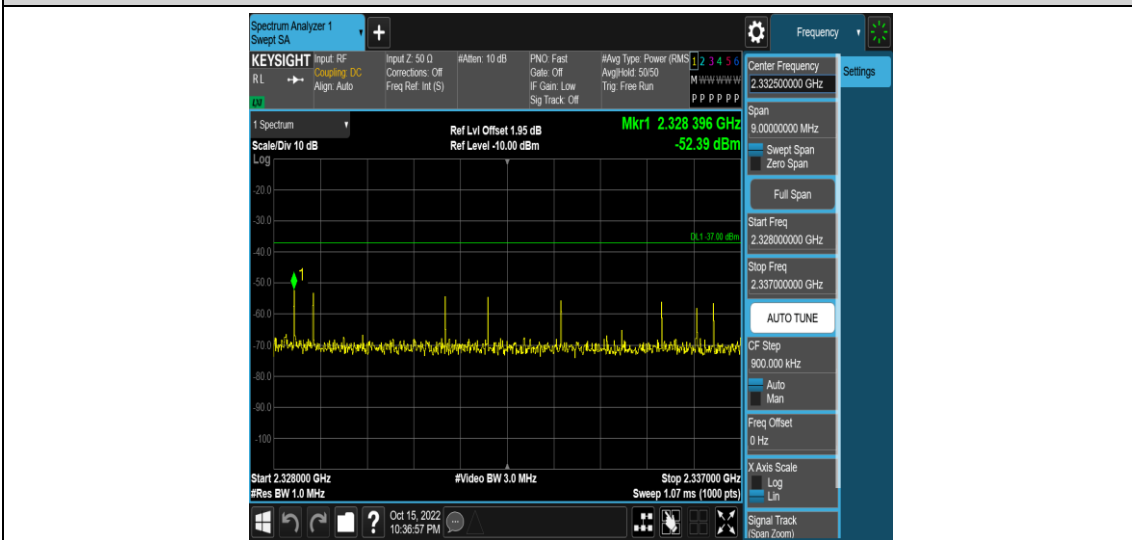 Spectrum Analyzer 1
Swept SA
+
Frequency
KEYSIGHT
RL
LXI
Input: RF
Coupling: DC
Align: Auto
Input Z: 50 Ω
Corrections: Off
Freq Ref: Int (S)
#Atten: 10 dB
PNO: Fast
Gate: Off
IF Gain: Low
Sig Track: Off
#Avg Type: Power (RMS
Avg|Hold: 50/50
Trig: Free Run
1 2 3 4 5 6
M W W W W W
P P P P P P
1 Spectrum
Scale/Div 10 dB
Log
Ref Lvl Offset 1.95 dB
Ref Level -10.00 dBm
Mkr1 2.328 396 GHz
-52.39 dBm
-20.0
-30.0
DL1 -37.00 dBm
-40.0
-50.0
1
-60.0
-70.0
-80.0
-90.0
-100
Start 2.328000 GHz
#Res BW 1.0 MHz
#Video BW 3.0 MHz
Stop 2.337000 GHz
Sweep 1.07 ms (1000 pts)
?
Oct 15, 2022
10:36:57 PM
Center Frequency
2.332500000 GHz
Settings
Span
9.00000000 MHz
Swept Span
Zero Span
Full Span
Start Freq
2.328000000 GHz
Stop Freq
2.337000000 GHz
AUTO TUNE
CF Step
900.000 kHz
Auto
Man
Freq Offset
0 Hz
X Axis Scale
Log
Lin
Signal Track
(Span Zoom)